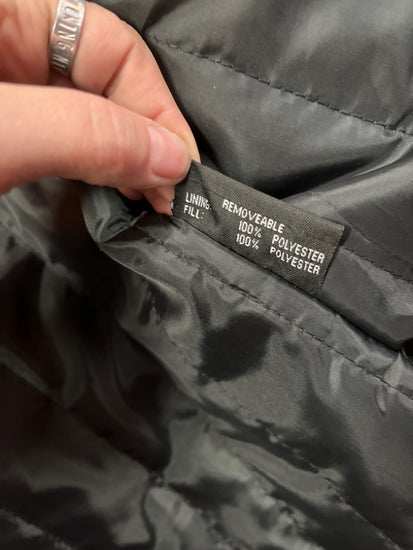 REMOVEABLE
LINING: 100% POLYESTER
FILL: 100% POLYESTER